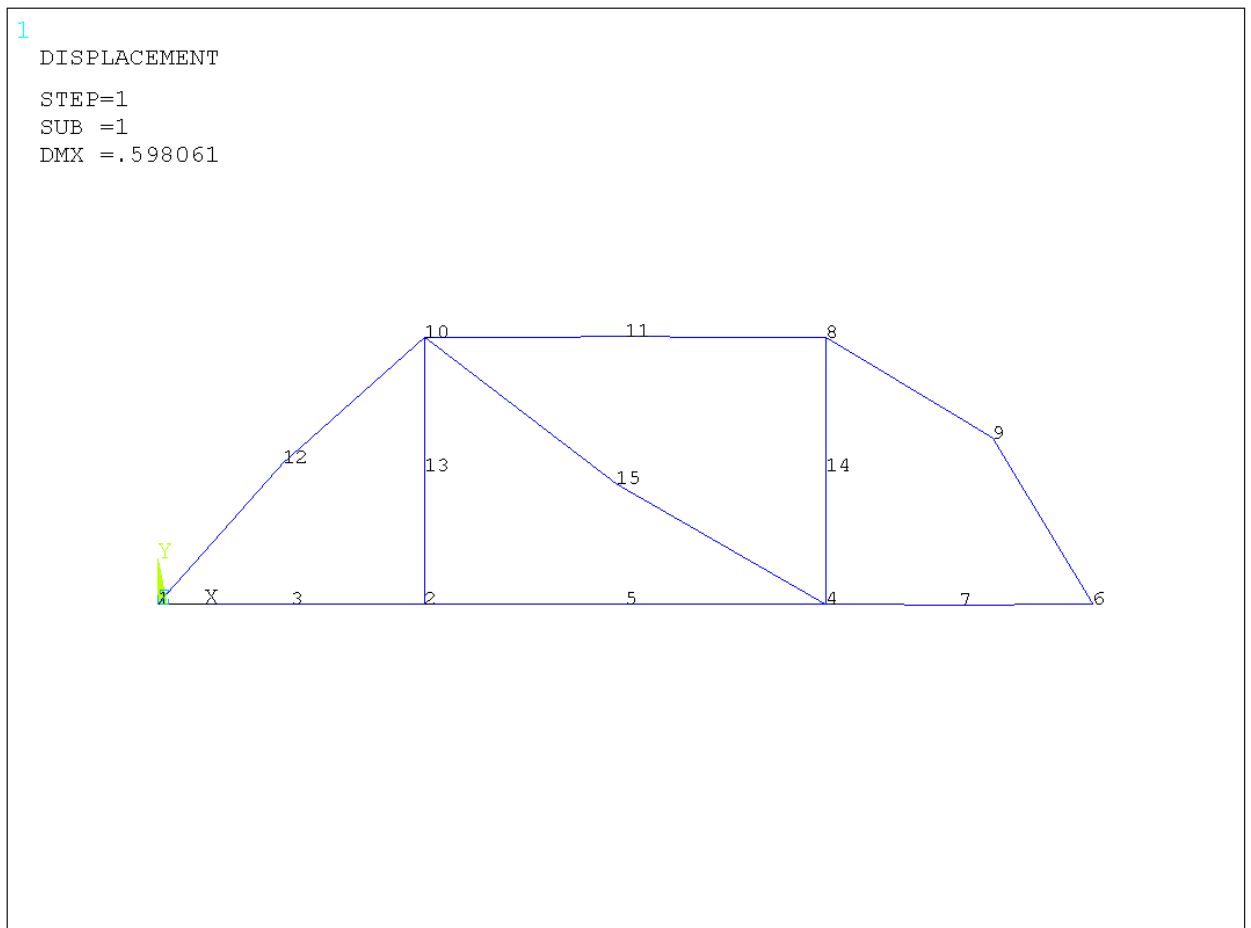 1
DISPLACEMENT
STEP=1
SUB =1
DMX =.598061
10 11 8
9
12 13 14
15
Y
1 X 3 2 5 4 7 6